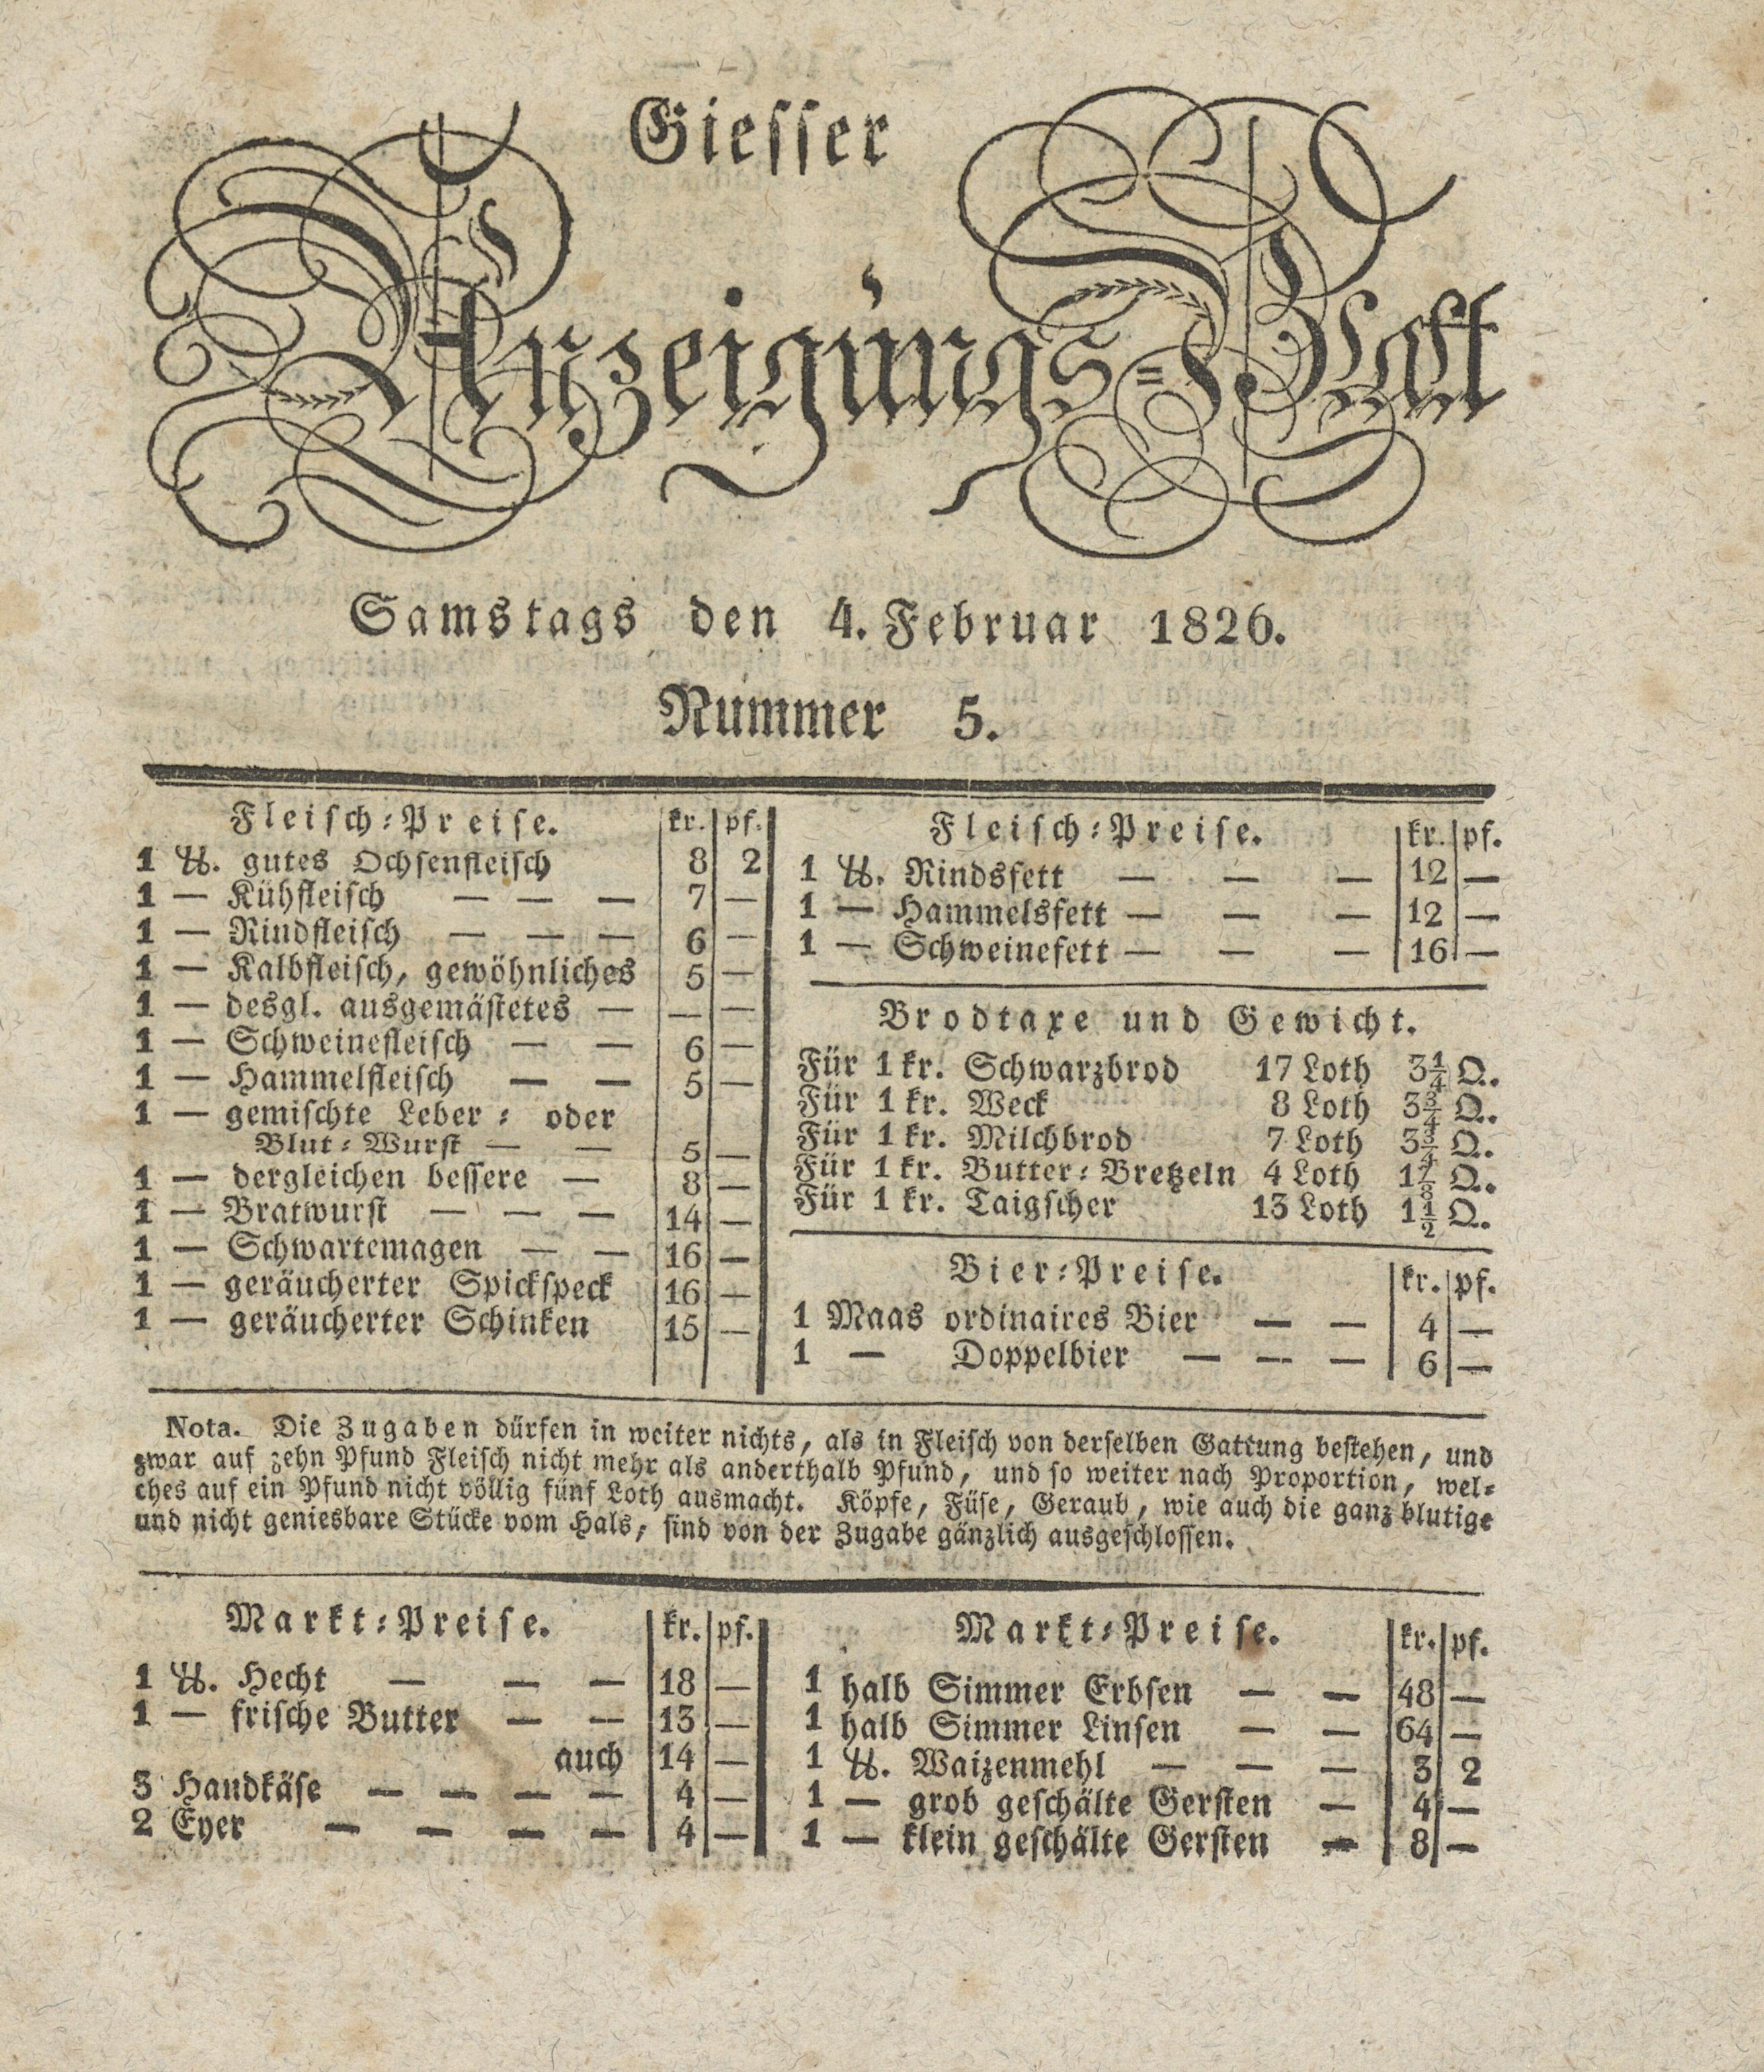 Giesser
Anzeigungs=Blatt
Samstags den 4. Februar 1826.
Nummer 5.
Fleisch=Preise. kr. pf.
1 ℔. gutes Ochsenfleisch 8 2
1 — Kühfleisch — — — 7 —
1 — Rindfleisch — — — 6 —
1 — Kalbfleisch, gewöhnliches 5 —
1 — desgl. ausgemästetes — — —
1 — Schweinefleisch — — 6 —
1 — Hammelfleisch — — 5 —
1 — gemischte Leber= oder
Blut=Wurst — — 5 —
1 — dergleichen bessere — 8 —
1 — Bratwurst — — — 14 —
1 — Schwartemagen — — 16 —
1 — geräucherter Spickspeck 16 —
1 — geräucherter Schinken 15 —
Fleisch=Preise. kr. pf.
1 ℔. Rindsfett — — — 12 —
1 — Hammelsfett — — — 12 —
1 — Schweinefett — — — 16 —
Brodtaxe und Gewicht.
Für 1 kr. Schwarzbrod 17 Loth 3¼ Q.
Für 1 kr. Weck 8 Loth 3¾ Q.
Für 1 kr. Milchbrod 7 Loth 3¾ Q.
Für 1 kr. Butter=Bretzeln 4 Loth 1⅞ Q.
Für 1 kr. Taigscher 13 Loth 1½ Q.
Bier=Preise. kr. pf.
1 Maas ordinaires Bier — — 4 —
1 — Doppelbier — — — 6 —
Nota. Die Zugaben dürfen in weiter nichts, als in Fleisch von derselben Gattung bestehen, und
zwar auf zehn Pfund Fleisch nicht mehr als anderthalb Pfund, und so weiter nach Proportion, wel=
ches auf ein Pfund nicht völlig fünf Loth ausmacht. Köpfe, Füse, Geraub, wie auch die ganz blutige
und nicht geniesbare Stücke vom Hals, sind von der Zugabe gänzlich ausgeschlossen.
Markt=Preise. kr. pf.
1 ℔. Hecht — — — 18 —
1 — frische Butter — — 13 —
auch 14 —
3 Handkäse — — — — 4 —
2 Eyer — — — — 4 —
Markt=Preise. kr. pf.
1 halb Simmer Erbsen — — 48 —
1 halb Simmer Linsen — — 64 —
1 ℔. Waizenmehl — — — 3 2
1 — grob geschälte Gersten — 4 —
1 — klein geschälte Gersten — 8 —